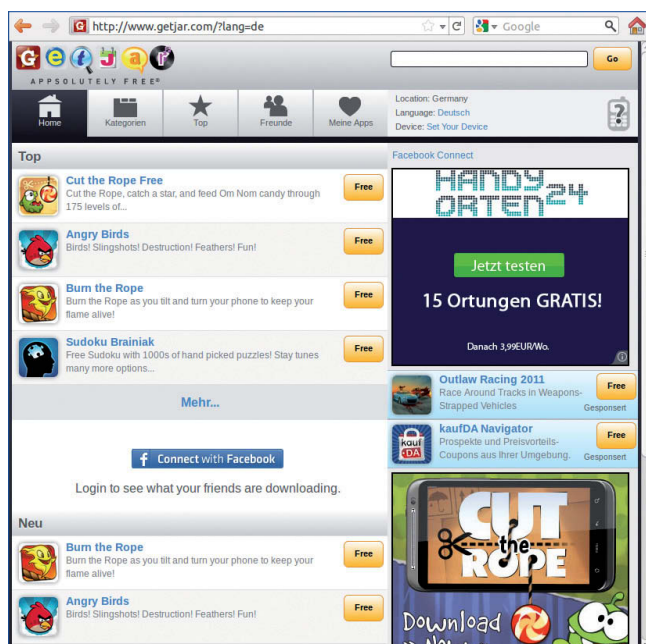 http://www.getjar.com/?lang=de
Google
GetJar
APPSOLUTELY FREE®
Go
Home
Kategorien
Top
Freunde
Meine Apps
Location: Germany
Language: Deutsch
Device: Set Your Device
Top
Cut the Rope Free
Cut the Rope, catch a star, and feed Om Nom candy through
175 levels of...
Free
Angry Birds
Birds! Slingshots! Destruction! Feathers! Fun!
Free
Burn the Rope
Burn the Rope as you tilt and turn your phone to keep your
flame alive!
Free
Sudoku Brainiak
Free Sudoku with 1000s of hand picked puzzles! Stay tunes
many more options...
Free
Mehr...
f Connect with Facebook
Login to see what your friends are downloading.
Neu
Burn the Rope
Burn the Rope as you tilt and turn your phone to keep your
flame alive!
Free
Angry Birds
Birds! Slingshots! Destruction! Feathers! Fun!
Free
Facebook Connect
HANDY
ORTEN24
Jetzt testen
15 Ortungen GRATIS!
Danach 3,99EUR/Wo.
Outlaw Racing 2011
Race Around Tracks in Weapons-
Strapped Vehicles
Free
Gesponsert
kaufDA Navigator
Prospekte und Preisvorteils-
Coupons aus Ihrer Umgebung.
Free
Gesponsert
kauf
DA
CUT
the
ROPE
Download